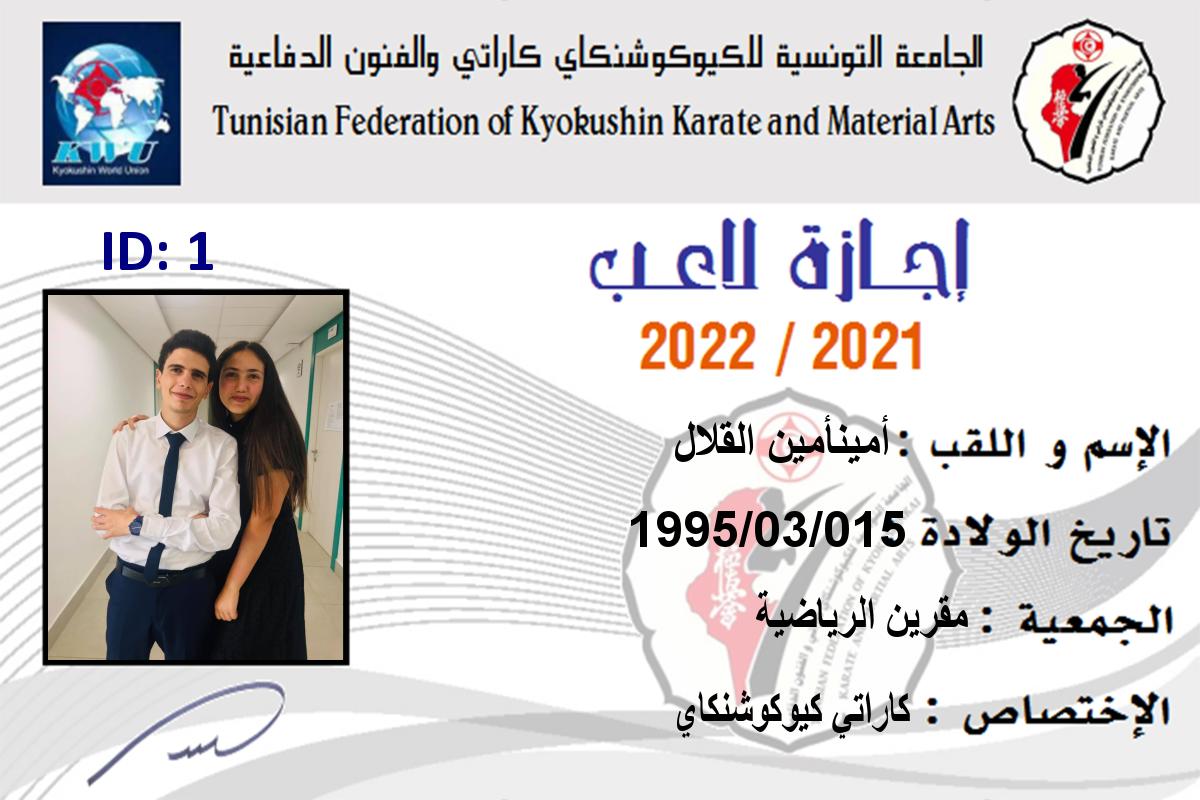 الجامعة التونسية للكيوكوشنكاي كاراتي والفنون الدفاعية
Tunisian Federation of Kyokushin Karate and Material Arts
KWU
Kyokushin World Union
ID: 1
إجازة لاعب
2022 / 2021
الإسم و اللقب : أمينأمين القلال
تاريخ الولادة 1995/03/015
الجمعية : مقرين الرياضية
الإختصاص : كاراتي كيوكوشنكاي